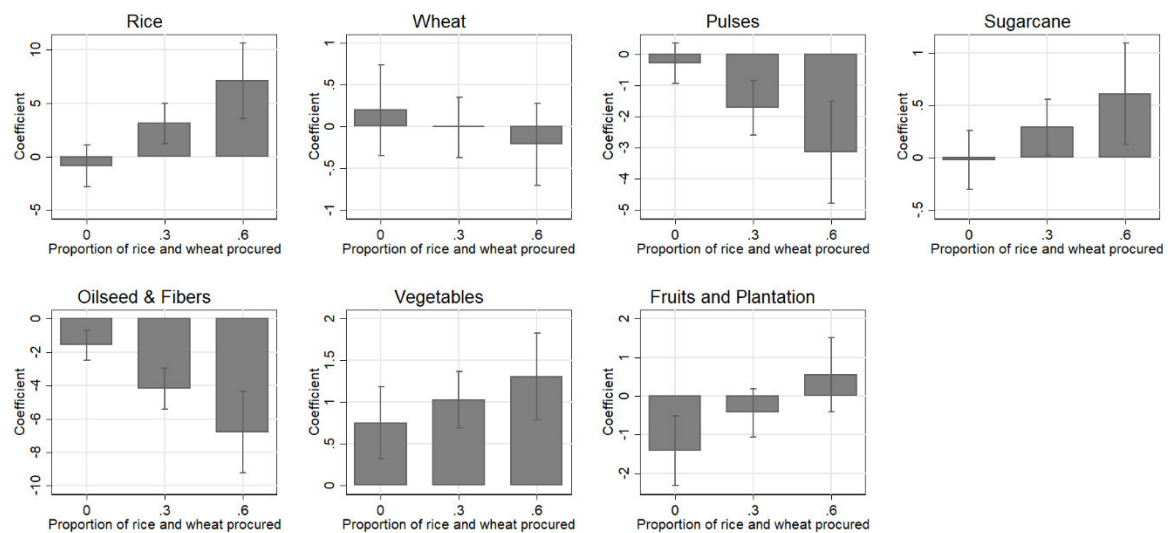 Rice
Coefficient
10
5
0
-5
0 .3 .6
Proportion of rice and wheat procured
Wheat
Coefficient
1
.5
0
-.5
-1
0 .3 .6
Proportion of rice and wheat procured
Pulses
Coefficient
0
-1
-2
-3
-4
-5
0 .3 .6
Proportion of rice and wheat procured
Sugarcane
Coefficient
1
.5
0
-.5
0 .3 .6
Proportion of rice and wheat procured
Oilseed & Fibers
Coefficient
0
-2
-4
-6
-8
-10
0 .3 .6
Proportion of rice and wheat procured
Vegetables
Coefficient
2
1.5
1
.5
0
0 .3 .6
Proportion of rice and wheat procured
Fruits and Plantation
Coefficient
2
1
0
-1
-2
0 .3 .6
Proportion of rice and wheat procured